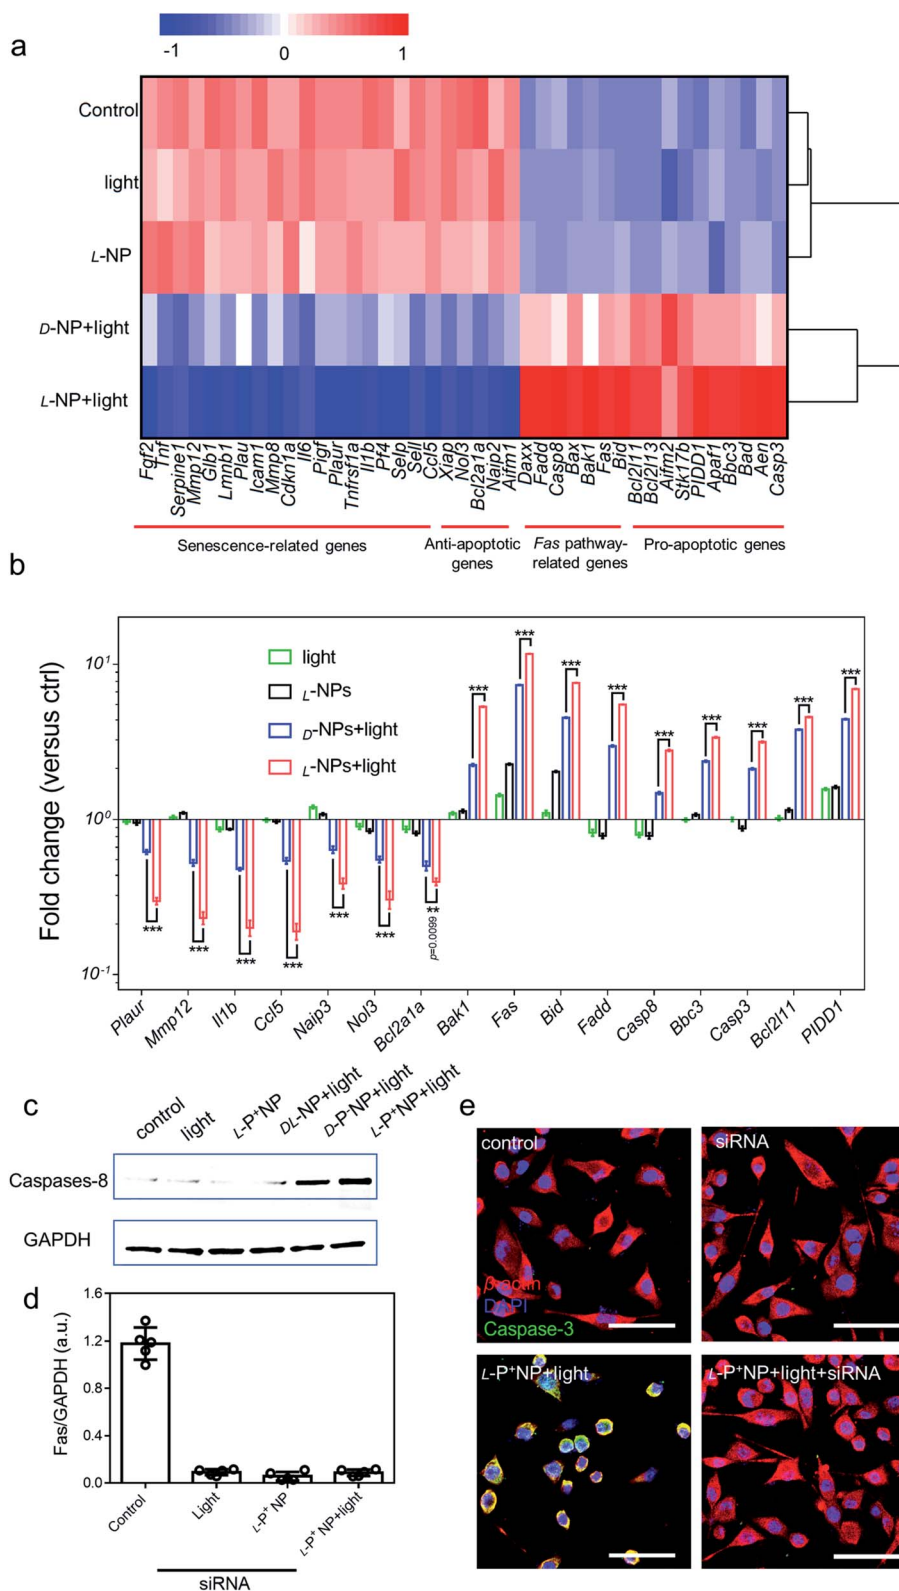 a
-1 0 1
Control
light
L-NP
D-NP+light
L-NP+light
Fgf2 Tnf Serpine1 Mmp12 Glb1 Lmnb1 Plau Icam1 Mmp8 Cdkn1a Il6 Pigf Plaur Tnfrsf1a Il1b Pf4 Selp Sell Ccl5 Xiap Nol3 Bcl2a1a Naip2 Aifm1 Daxx Fadd Casp8 Bax Bak1 Fas Bid Bcl2l11 Bcl2l13 Aifm2 Stk17b PIDD1 Apaf1 Bbc3 Bad Aen Casp3
Senescence-related genes
Anti-apoptotic
genes
Fas pathway-
related genes
Pro-apoptotic genes
b
Fold change (versus ctrl)
10¹
10⁰
10⁻¹
light
L-NPs
D-NPs+light
L-NPs+light
*** *** *** *** *** *** ** p=0.0099 *** *** *** *** *** *** *** *** ***
Plaur Mmp12 Il1b Ccl5 Naip3 Nol3 Bcl2a1a Bak1 Fas Bid Fadd Casp8 Bbc3 Casp3 Bcl2l11 PIDD1
c
control light L-P⁺NP DL-NP+light D-P⁻NP+light L-P⁺NP+light
Caspases-8
GAPDH
d
Fas/GAPDH (a.u.)
1.6
1.2
0.8
0.4
0.0
Control Light L-P⁺ NP L-P⁺ NP+light
siRNA
e
control
β-actin
DAPI
Caspase-3
siRNA
L-P⁺NP+light
L-P⁺NP+light+siRNA